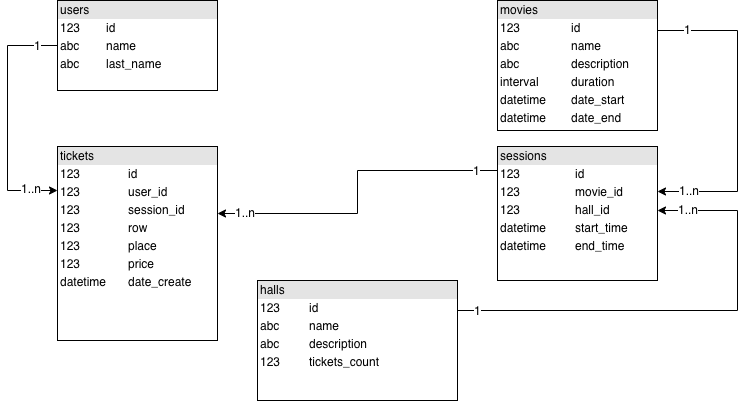 users
123 id
abc name
abc last_name
movies
123 id
abc name
abc description
interval duration
datetime date_start
datetime date_end
1
1
tickets
123 id
123 user_id
123 session_id
123 row
123 place
123 price
datetime date_create
1..n
1
1..n
sessions
123 id
123 movie_id
123 hall_id
datetime start_time
datetime end_time
1..n
1..n
halls
123 id
abc name
abc description
123 tickets_count
1